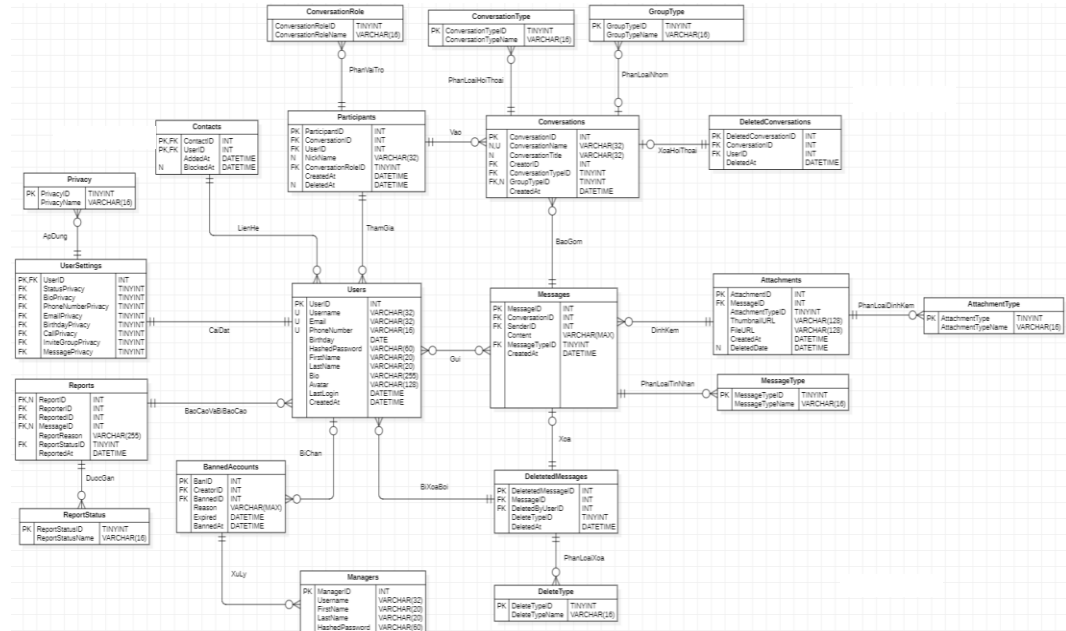 ConversationRole
ConversationRoleID TINYINT
ConversationRoleName VARCHAR(16)
ConversationType
PK ConversationTypeID TINYINT
ConversationTypeName VARCHAR(16)
GroupType
PK GroupTypeID TINYINT
GroupTypeName VARCHAR(16)
PhanVaiTro
PhanLoaiHoiThoai
PhanLoaiNhom
Contacts
PK,FK ContactID INT
PK,FK UserID INT
AddedAt DATETIME
N BlockedAt DATETIME
Participants
PK ParticipantID INT
FK ConversationID INT
FK UserID INT
N NickName VARCHAR(32)
FK ConversationRoleID TINYINT
CreatedAt DATETIME
N DeletedAt DATETIME
Vao
Conversations
PK ConversationID INT
N,U ConversationName VARCHAR(32)
N ConversationTitle VARCHAR(32)
FK CreatorID INT
FK ConversationTypeID TINYINT
FK,N GroupTypeID TINYINT
CreatedAt DATETIME
XoaHoiThoai
DeletedConversations
PK DeletedConversationID INT
FK ConversationID INT
FK UserID INT
DeletedAt DATETIME
Privacy
PK PrivacyID TINYINT
PrivacyName VARCHAR(16)
ApDung
LienHe
ThamGia
BaoGom
UserSettings
PK,FK UserID INT
FK StatusPrivacy TINYINT
FK BioPrivacy TINYINT
FK PhoneNumberPrivacy TINYINT
FK EmailPrivacy TINYINT
FK BirthdayPrivacy TINYINT
FK CallPrivacy TINYINT
FK InviteGroupPrivacy TINYINT
FK MessagePrivacy TINYINT
CaiDat
Users
PK UserID INT
U Username VARCHAR(32)
U Email VARCHAR(32)
U PhoneNumber VARCHAR(16)
Birthday DATE
HashedPassword VARCHAR(60)
FirstName VARCHAR(20)
LastName VARCHAR(20)
Bio VARCHAR(255)
Avatar VARCHAR(128)
LastLogin DATETIME
CreatedAt DATETIME
Gui
Messages
PK MessageID INT
FK ConversationID INT
FK SenderID INT
Content VARCHAR(MAX)
FK MessageTypeID TINYINT
CreatedAt DATETIME
DinhKem
Attachments
PK AttachmentID INT
FK MessageID INT
AttachmentTypeID TINYINT
ThumbnailURL VARCHAR(128)
FileURL VARCHAR(128)
CreatedAt DATETIME
N DeletedDate DATETIME
PhanLoaiDinhKem
AttachmentType
PK AttachmentType TINYINT
AttachmentTypeName VARCHAR(16)
PhanLoaiTinNhan
MessageType
PK MessageTypeID TINYINT
MessageTypeName VARCHAR(16)
Reports
FK,N ReportID INT
FK ReporterID INT
FK ReportedID INT
FK,N MessageID INT
ReportReason VARCHAR(255)
FK ReportStatusID TINYINT
ReportedAt DATETIME
BaoCaoVaBiBaoCao
DuocGan
ReportStatus
PK ReportStatusID TINYINT
ReportStatusName VARCHAR(16)
BiChan
Xoa
BannedAccounts
PK BanID INT
FK CreatorID INT
FK BannedID INT
Reason VARCHAR(MAX)
Expired DATETIME
BannedAt DATETIME
BiXoaBoi
DeletetedMessages
PK DeletetedMessageID INT
FK MessageID INT
FK DeletedByUserID INT
DeleteTypeID TINYINT
DeletedAt DATETIME
PhanLoaiXoa
XuLy
Managers
PK ManagerID INT
Username VARCHAR(32)
FirstName VARCHAR(20)
LastName VARCHAR(20)
HashedPassword VARCHAR(60)
DeleteType
PK DeleteTypeID TINYINT
DeleteTypeName VARCHAR(16)